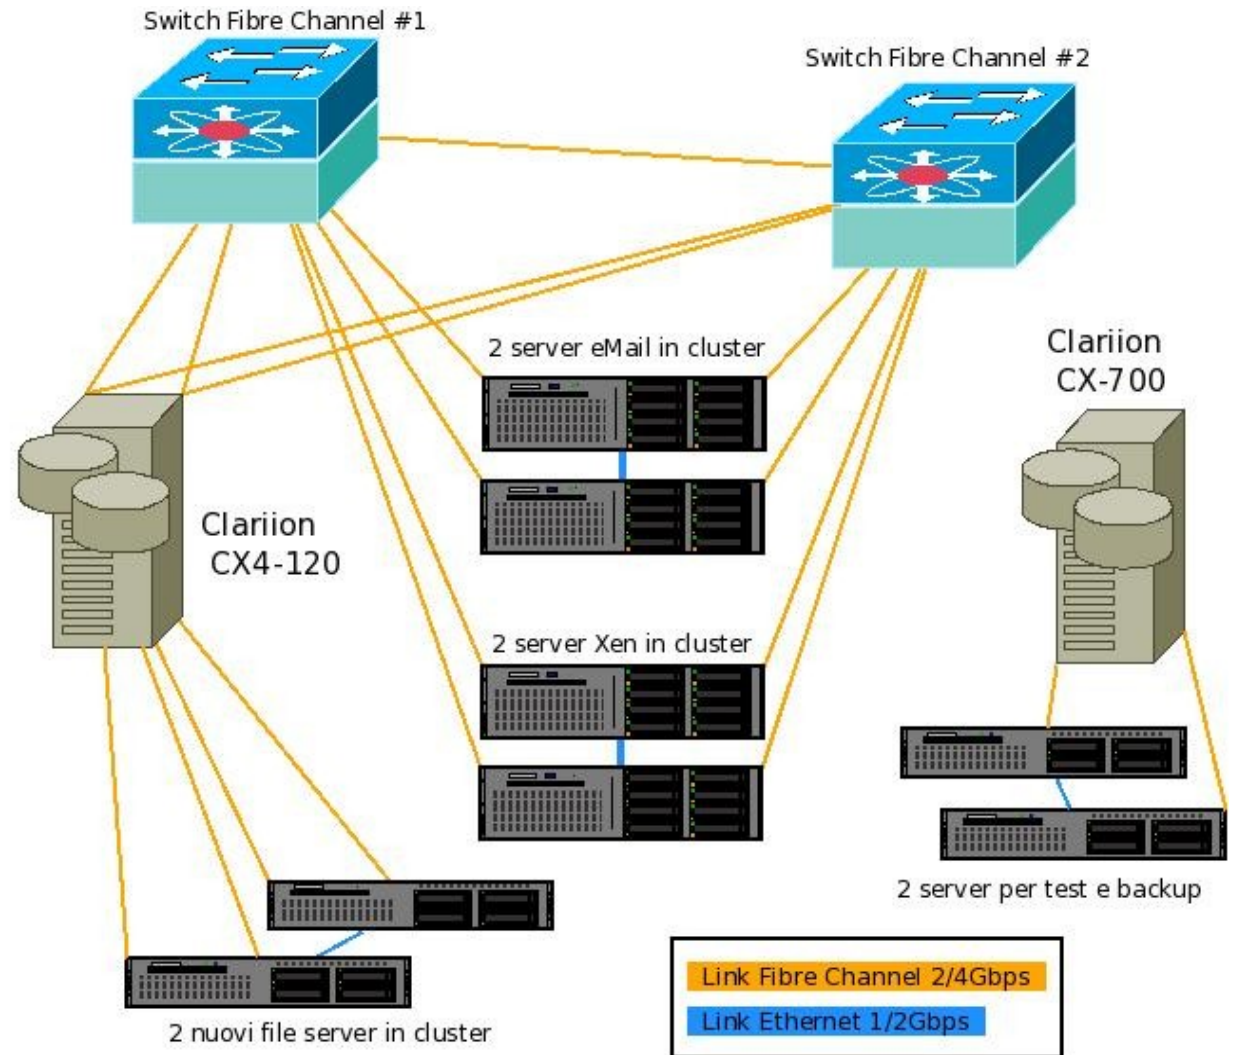 Switch Fibre Channel #1
Switch Fibre Channel #2
2 server eMail in cluster
Clariion
CX-700
Clariion
CX4-120
2 server Xen in cluster
2 server per test e backup
2 nuovi file server in cluster
Link Fibre Channel 2/4Gbps
Link Ethernet 1/2Gbps